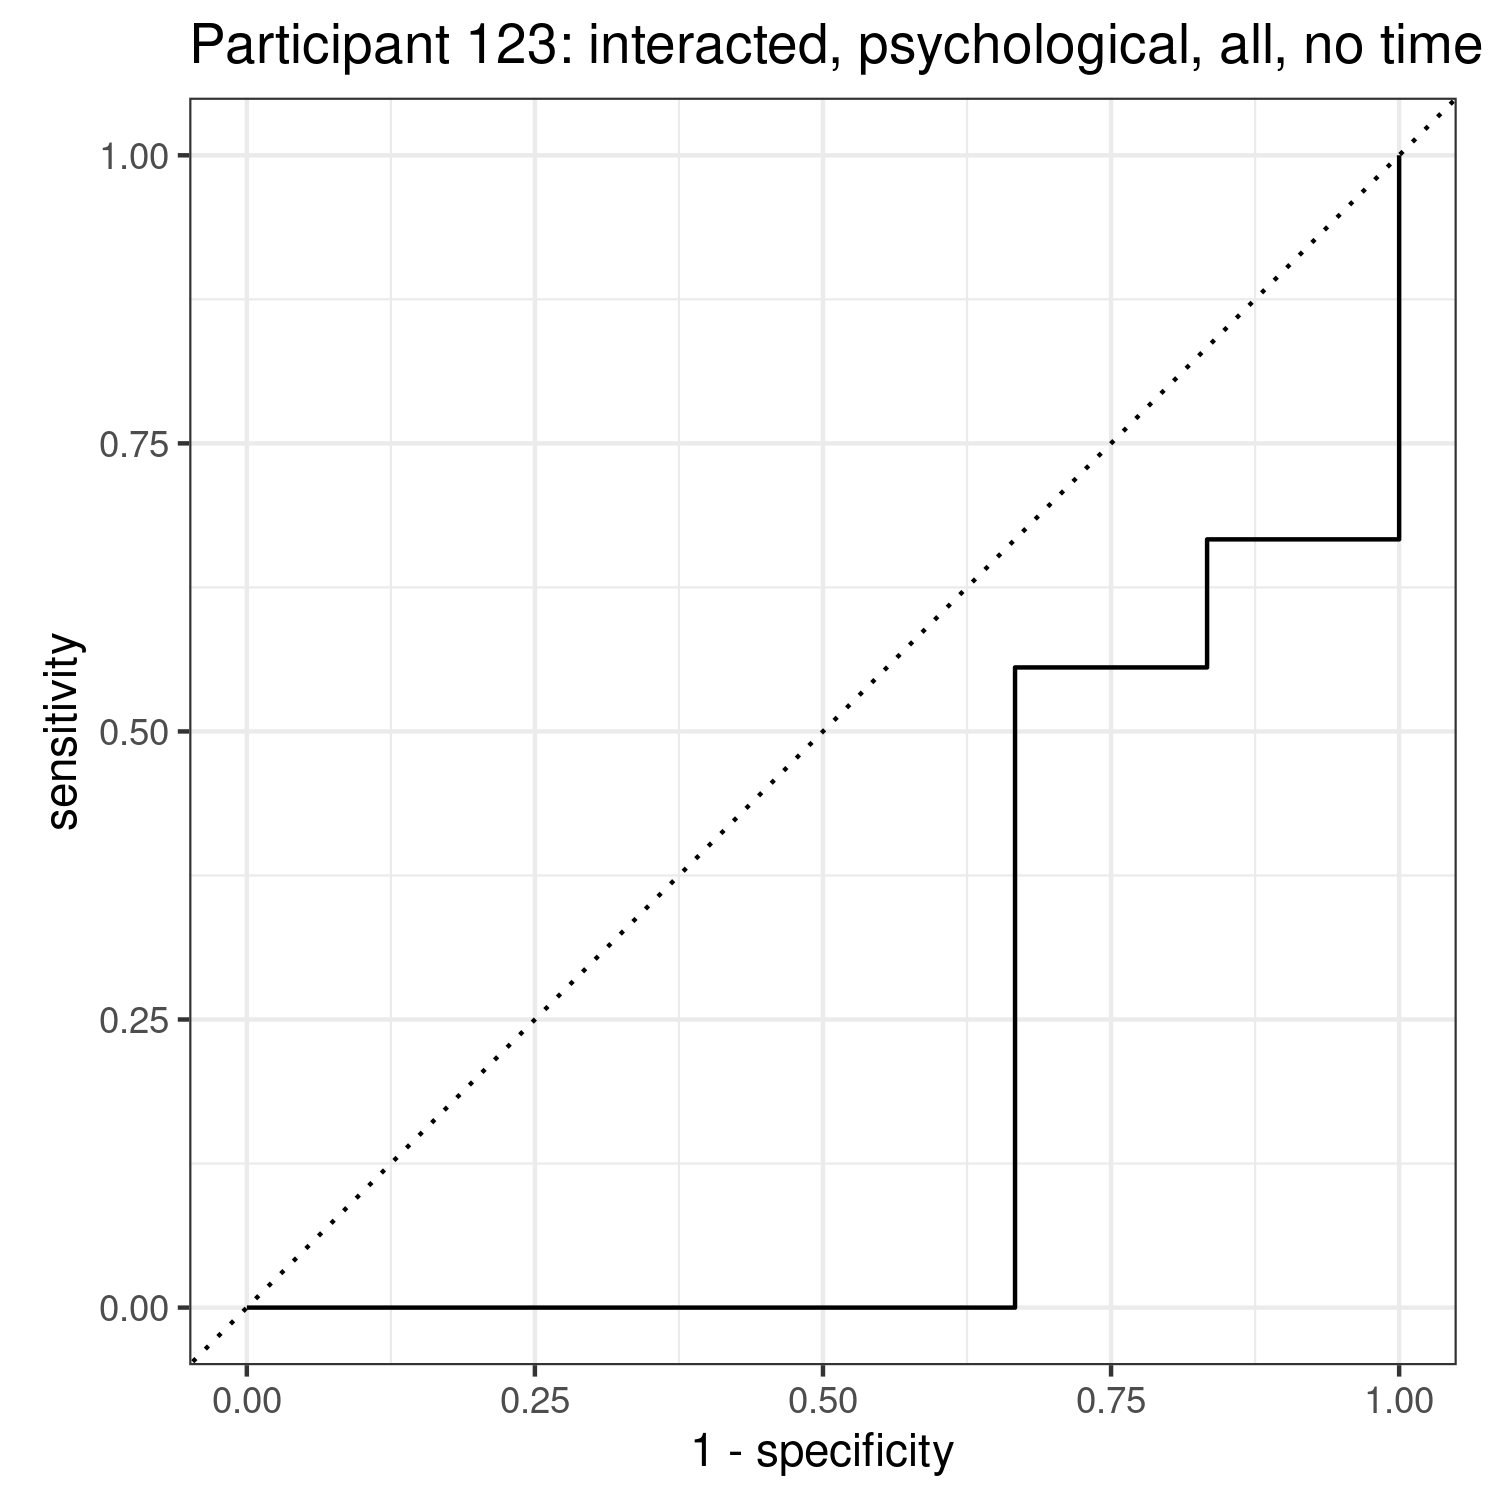 Participant 123: interacted, psychological, all, no time
1.00
0.75
0.50
0.25
0.00
sensitivity
0.00 0.25 0.50 0.75 1.00
1 - specificity